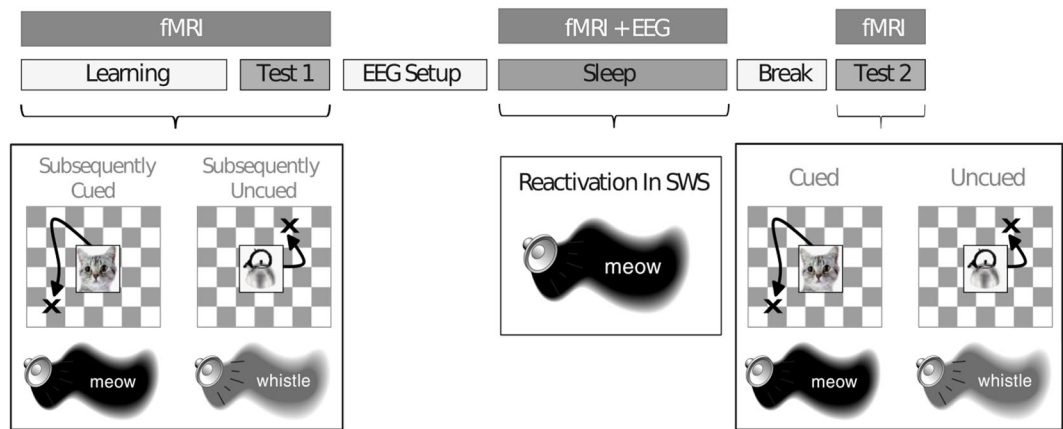 fMRI
fMRI + EEG
fMRI
Learning
Test 1
EEG Setup
Sleep
Break
Test 2
Subsequently
Cued
Subsequently
Uncued
X
X
meow
whistle
Reactivation In SWS
meow
Cued
Uncued
X
X
meow
whistle